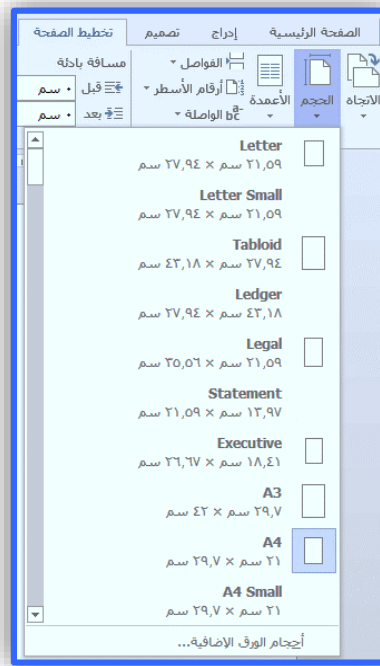 الصفحة الرئيسية إدراج تصميم تخطيط الصفحة
الاتجاه
الحجم
الأعمدة
الفواصل
أرقام الأسطر
الواصلة
مسافة بادئة
قبل ٠ سم
بعد ٠ سم
Letter
٢١,٥٩ سم × ٢٧,٩٤ سم
Letter Small
٢١,٥٩ سم × ٢٧,٩٤ سم
Tabloid
٢٧,٩٤ سم × ٤٣,١٨ سم
Ledger
٤٣,١٨ سم × ٢٧,٩٤ سم
Legal
٢١,٥٩ سم × ٣٥,٥٦ سم
Statement
١٣,٩٧ سم × ٢١,٥٩ سم
Executive
١٨,٤١ سم × ٢٦,٦٧ سم
A3
٢٩,٧ سم × ٤٢ سم
A4
٢١ سم × ٢٩,٧ سم
A4 Small
٢١ سم × ٢٩,٧ سم
أحجام الورق الإضافية...